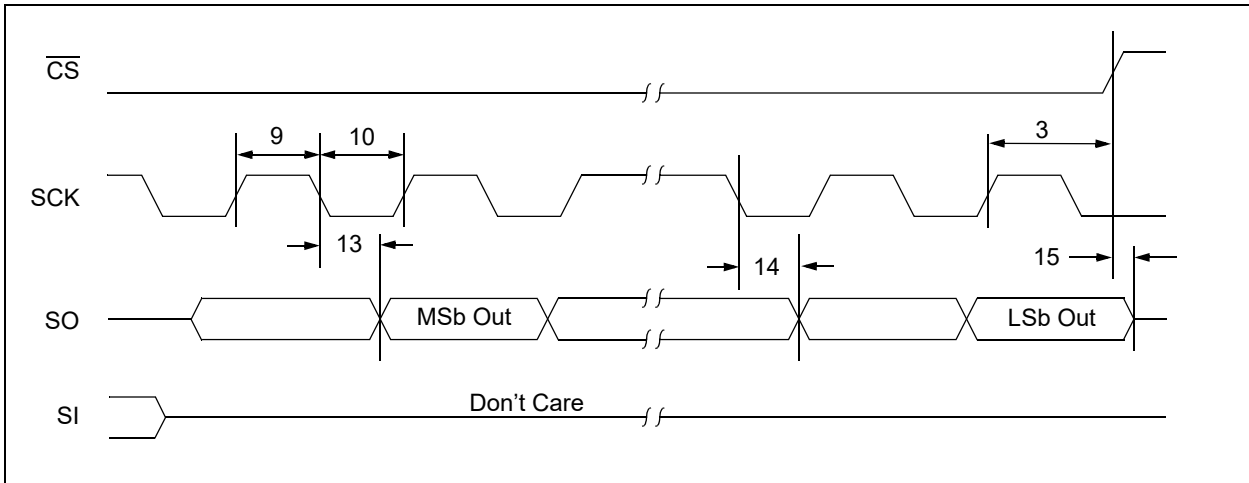 CS
9
10
3
SCK
13
14
15
SO
MSb Out
LSb Out
SI
Don't Care